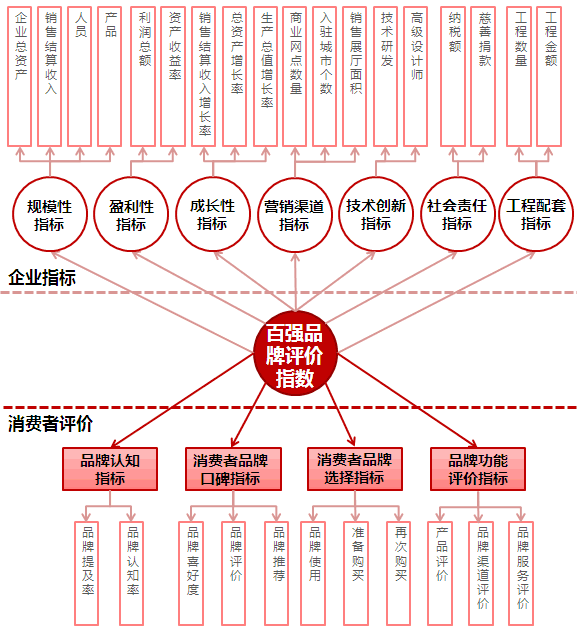 企业总资产
销售结算收入
人员
产品
利润总额
资产收益率
销售结算收入增长率
总资产增长率
生产总值增长率
商业网点数量
入驻城市个数
销售展厅面积
技术研发
高级设计师
纳税额
慈善捐款
工程数量
工程金额
规模性
指标
盈利性
指标
成长性
指标
营销渠道
指标
技术创新
指标
社会责任
指标
工程配套
指标
企业指标
百强品
牌评价
指数
消费者评价
品牌认知
指标
消费者品牌
口碑指标
消费者品牌
选择指标
品牌功能
评价指标
品牌提及率
品牌认知率
品牌喜好度
品牌评价
品牌推荐
品牌使用
准备购买
再次购买
产品评价
品牌渠道评价
品牌服务评价